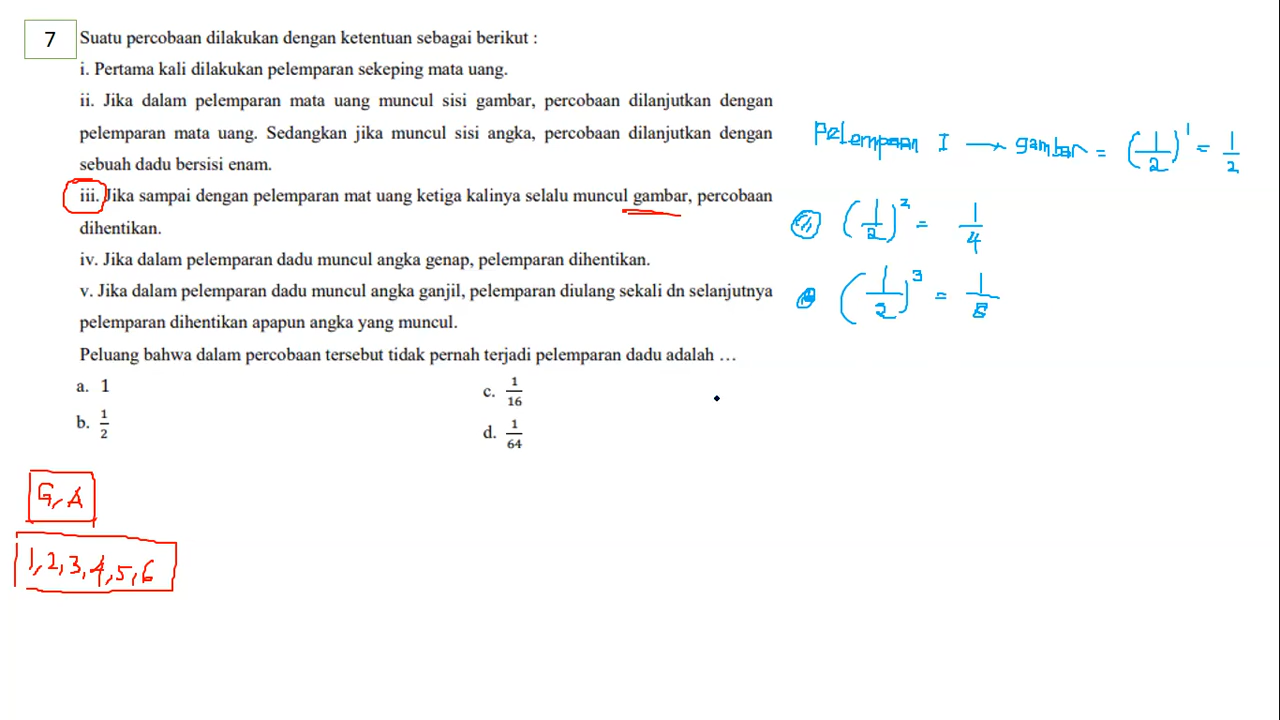 7
Suatu percobaan dilakukan dengan ketentuan sebagai berikut :
i. Pertama kali dilakukan pelemparan sekeping mata uang.
ii. Jika dalam pelemparan mata uang muncul sisi gambar, percobaan dilanjutkan dengan
pelemparan mata uang. Sedangkan jika muncul sisi angka, percobaan dilanjutkan dengan
sebuah dadu bersisi enam.
iii. Jika sampai dengan pelemparan mat uang ketiga kalinya selalu muncul gambar, percobaan
dihentikan.
iv. Jika dalam pelemparan dadu muncul angka genap, pelemparan dihentikan.
v. Jika dalam pelemparan dadu muncul angka ganjil, pelemparan diulang sekali dn selanjutnya
pelemparan dihentikan apapun angka yang muncul.
Peluang bahwa dalam percobaan tersebut tidak pernah terjadi pelemparan dadu adalah …
a. 1
b. 1/2
c. 1/16
d. 1/64
I → gambar = (1/2)^1 = 1/2
(1/2)^2 = 1/4
(1/2)^3 = 1/8
G, A
1, 2, 3, 4, 5, 6